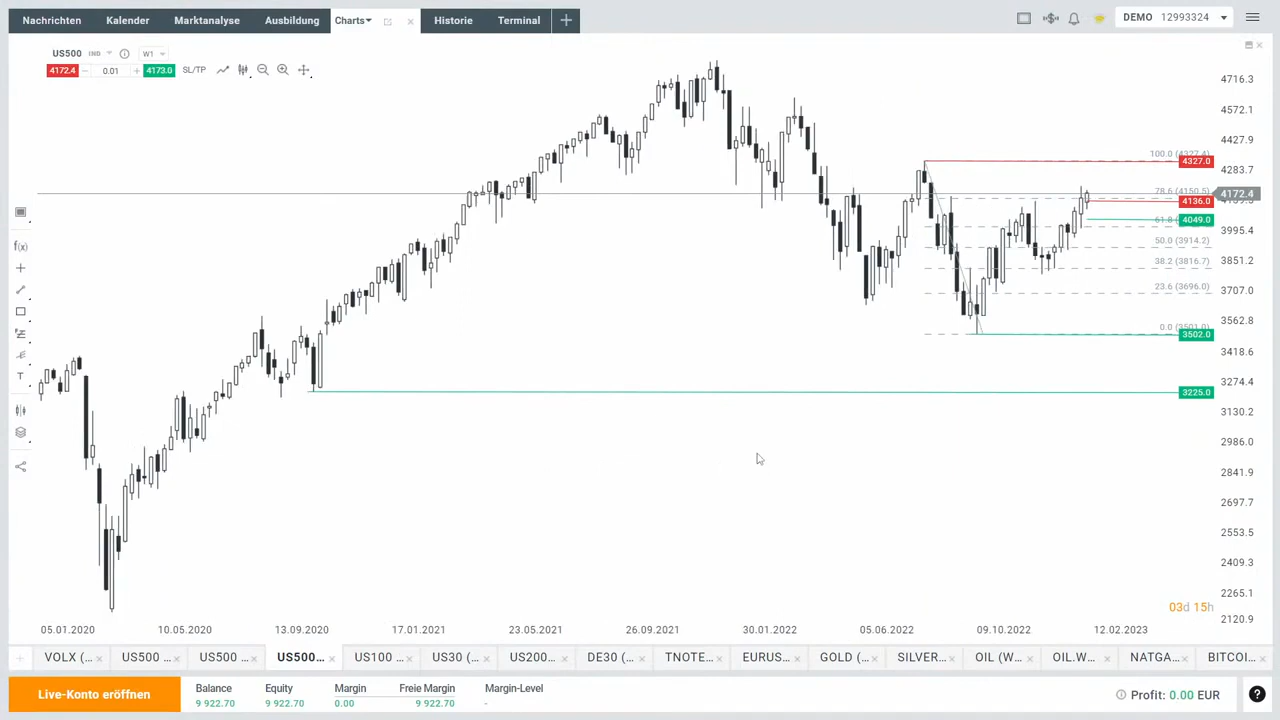 Nachrichten Kalender Marktanalyse Ausbildung Charts Historie Terminal
DEMO 12993324
US500 IND W1
4172.4 0.01 4173.0 SL/TP
4716.3
4572.1
4427.9
100.0 (4327.4)
4327.0
4283.7
78.6 (4150.5)
4172.4
4136.0
61.8
4049.0
3995.4
50.0 (3914.2)
38.2 (3816.7)
3851.2
23.6 (3696.0)
3707.0
3562.8
0.0 (3501.0)
3502.0
3418.6
3225.0
3274.4
3130.2
2986.0
2841.9
2697.7
2553.5
2409.3
2265.1
2120.9
f(x)
T
03d 15h
05.01.2020 10.05.2020 13.09.2020 17.01.2021 23.05.2021 26.09.2021 30.01.2022 05.06.2022 09.10.2022 12.02.2023
VOLX (... US500 ... US500 ... US500... US100 ... US30 (... US200... DE30 (... TNOTE... EURUS... GOLD (... SILVER... OIL (W... OIL.W... NATGA... BITCOI...
Live-Konto eröffnen
Balance Equity Margin Freie Margin Margin-Level
9 922.70 9 922.70 0.00 9 922.70 -
Profit: 0.00 EUR
?